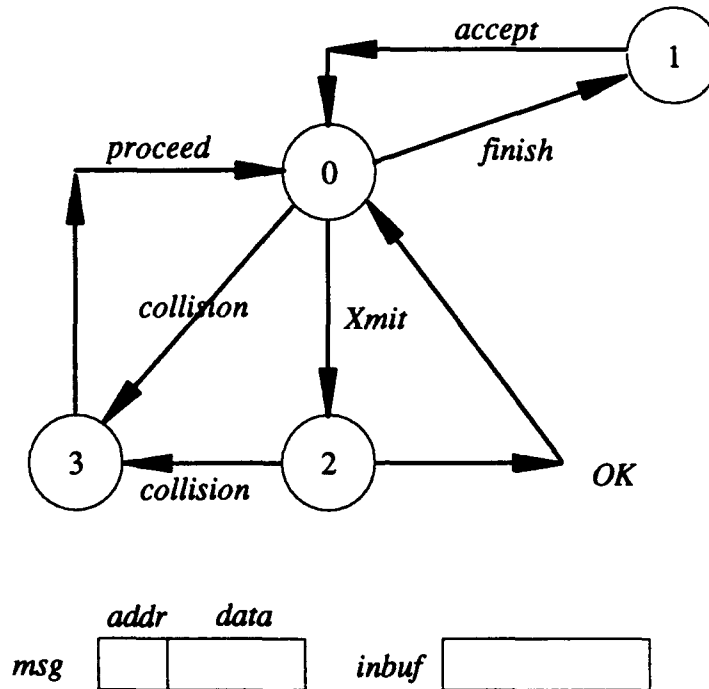 accept
1
proceed
0
finish
collision
Xmit
3
2
collision
OK
addr data
msg
inbuf